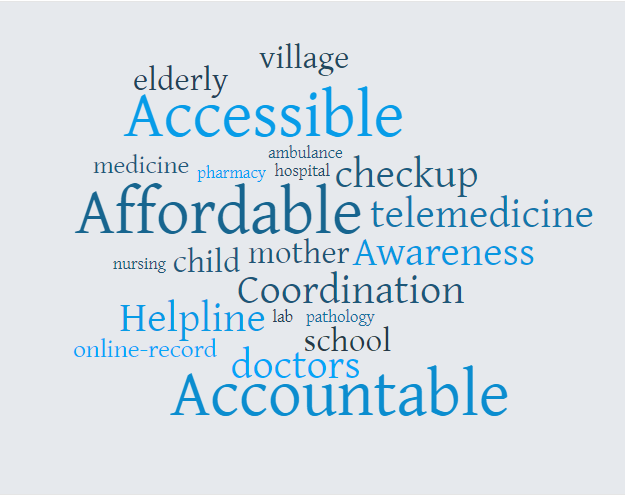 village
elderly
Accessible
ambulance
medicine pharmacy hospital checkup
Affordable telemedicine
nursing child mother Awareness
Coordination
Helpline lab pathology
school
online-record doctors
Accountable